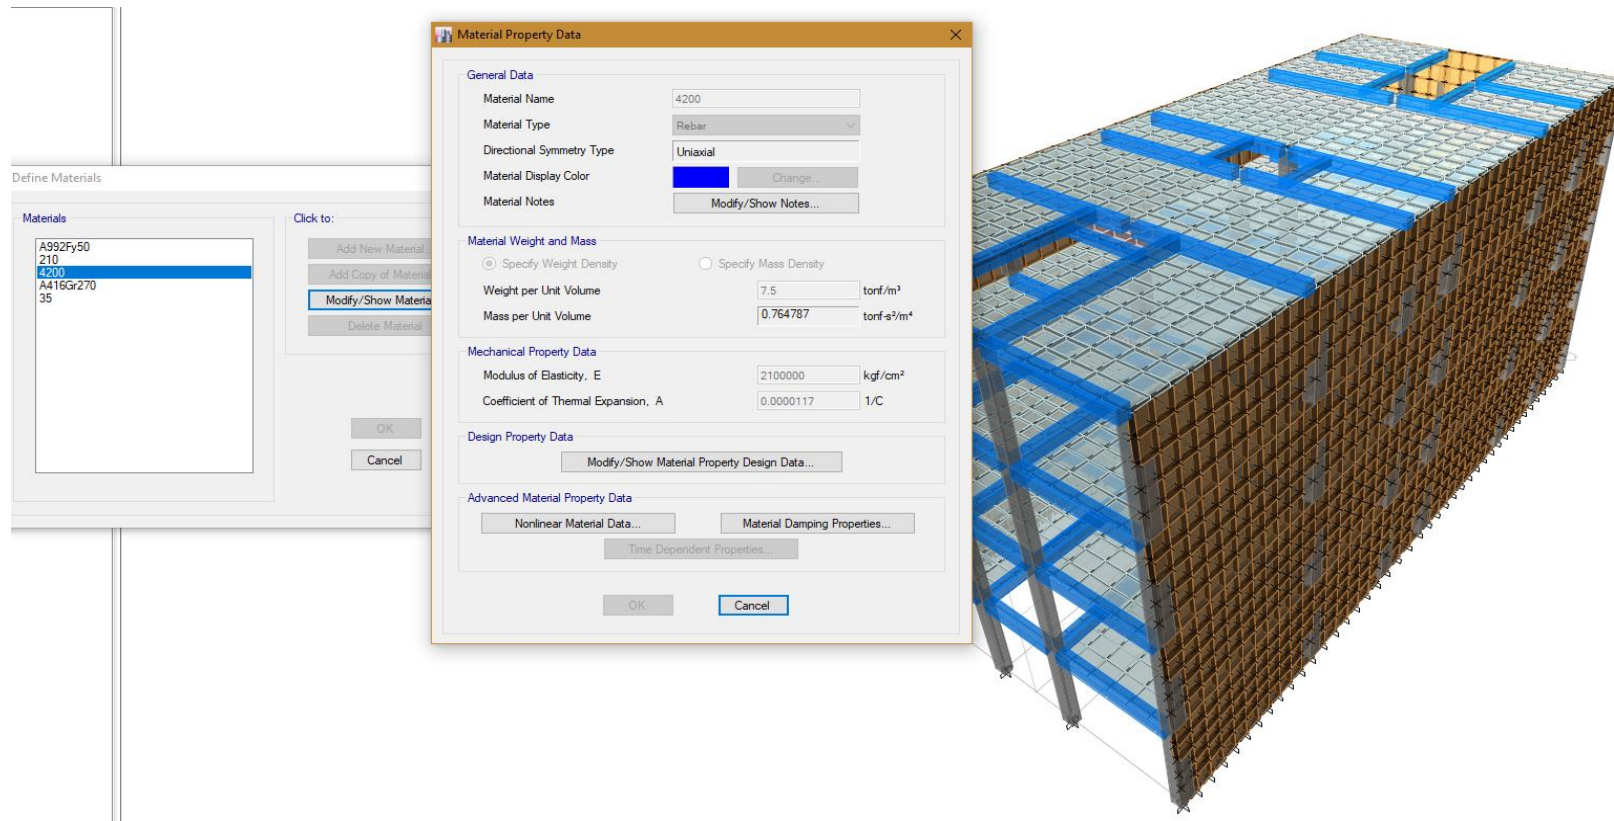 Material Property Data
General Data
Material Name 4200
Material Type Rebar
Directional Symmetry Type Uniaxial
Material Display Color Change...
Material Notes Modify/Show Notes...
Material Weight and Mass
Specify Weight Density Specify Mass Density
Weight per Unit Volume 7.5 tonf/m³
Mass per Unit Volume 0.764787 tonf-s²/m⁴
Mechanical Property Data
Modulus of Elasticity, E 2100000 kgf/cm²
Coefficient of Thermal Expansion, A 0.0000117 1/C
Design Property Data
Modify/Show Material Property Design Data...
Advanced Material Property Data
Nonlinear Material Data... Material Damping Properties...
Time Dependent Properties...
OK Cancel
Define Materials
Materials
A992Fy50
210
4200
A416Gr270
35
Click to:
Add New Material..
Add Copy of Material
Modify/Show Materia
Delete Material
OK
Cancel